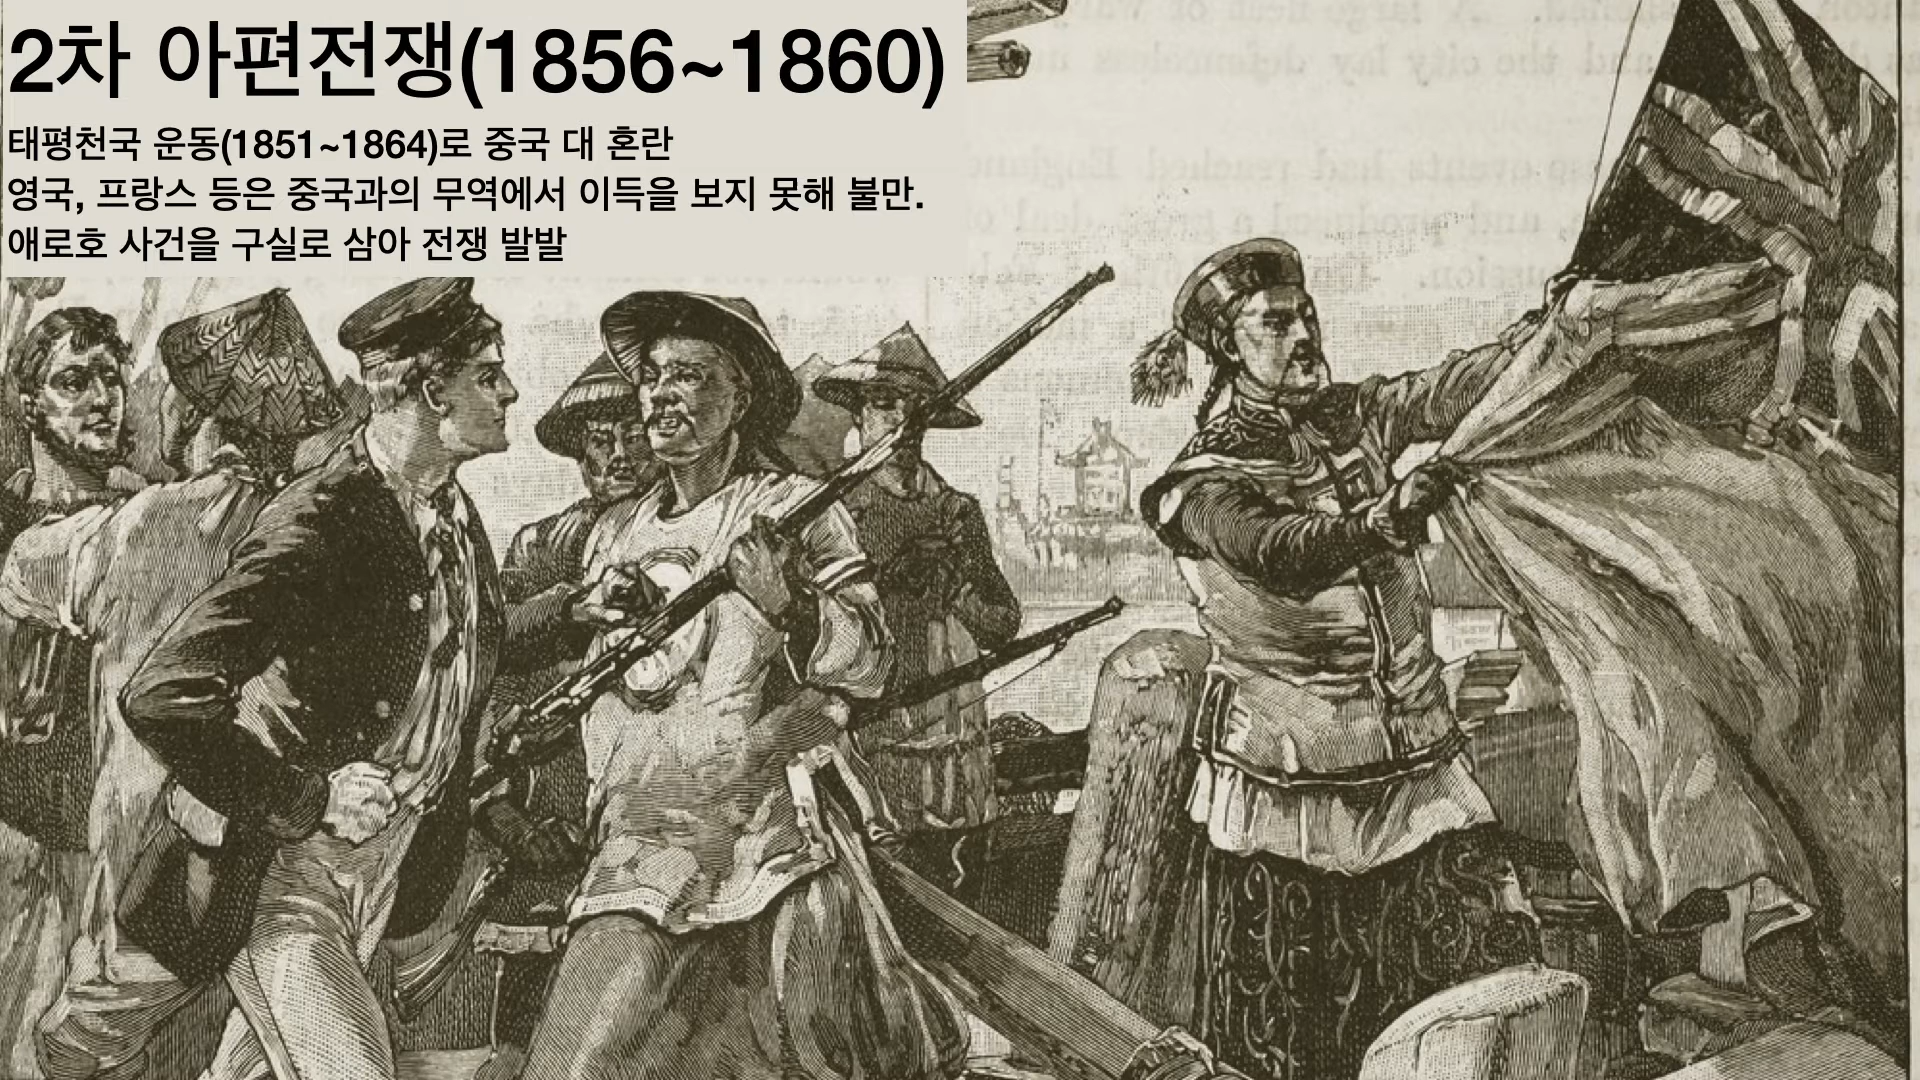 2차 아편전쟁(1856~1860)
태평천국 운동(1851~1864)로 중국 대 혼란
영국, 프랑스 등은 중국과의 무역에서 이득을 보지 못해 불만.
애로호 사건을 구실로 삼아 전쟁 발발